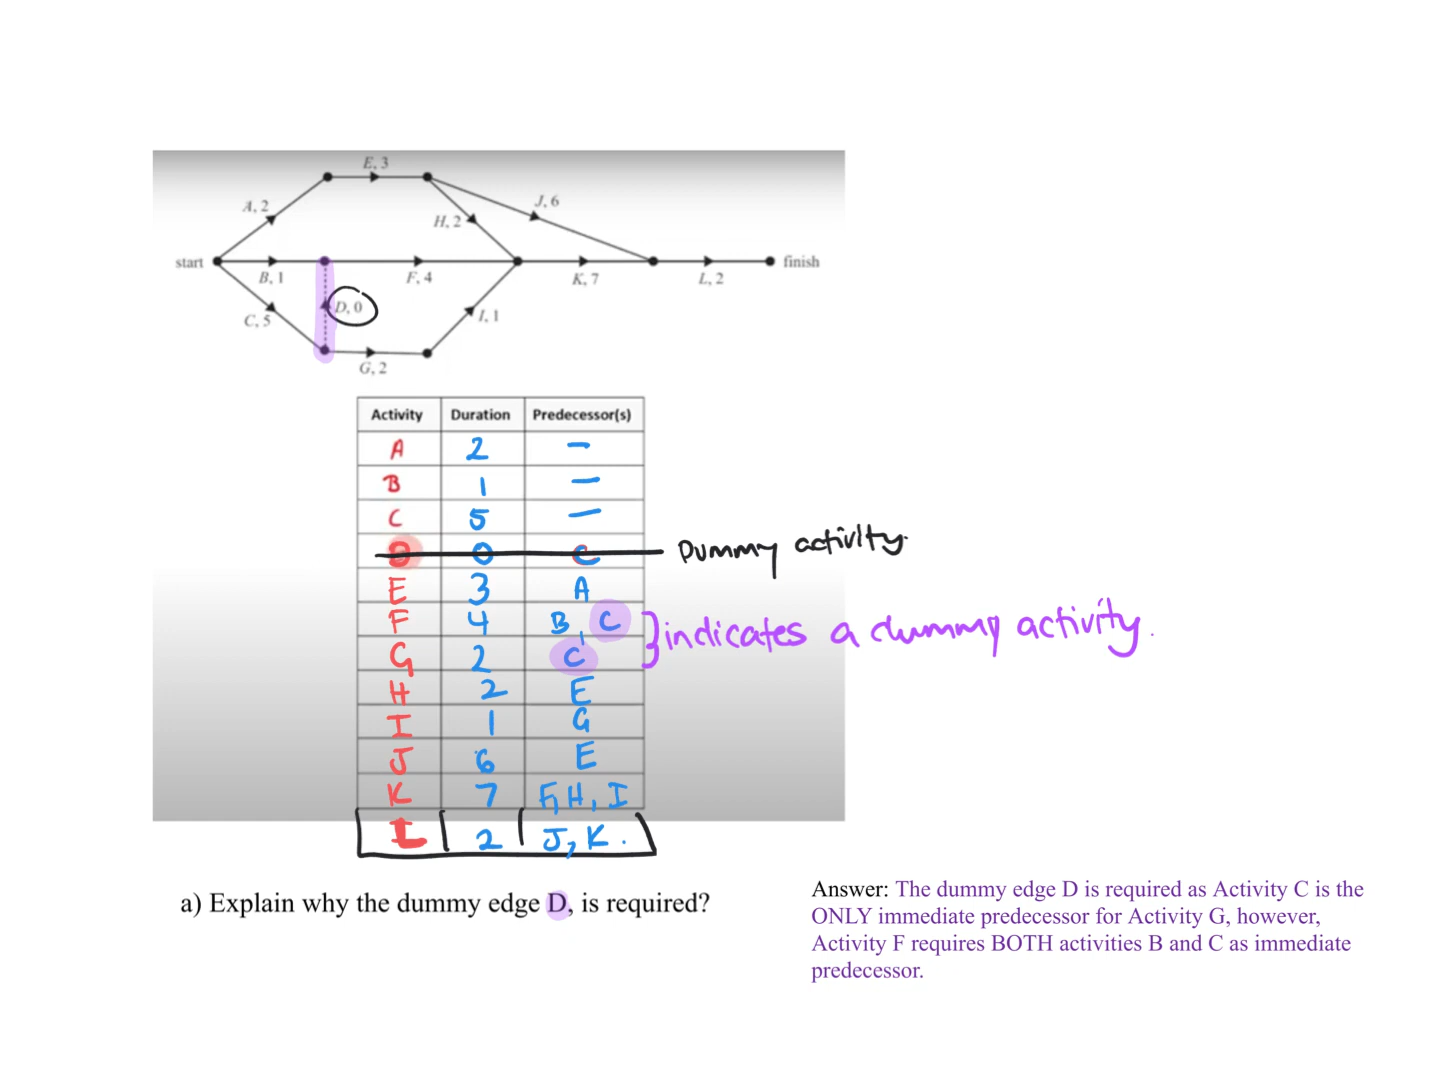 E, 3
A, 2
J, 6
H, 2
start
finish
B, 1
F, 4
K, 7
L, 2
D, 0
C, 5
I, 1
G, 2
Activity Duration Predecessor(s)
A 2 –
B 1 –
C 5 –
D 0 C Dummy activity.
E 3 A
F 4 B, C
G 2 C
indicates a dummy activity.
H 2 E
I 1 G
J 6 E
K 7 F, H, I
L 2 J, K.
a) Explain why the dummy edge D, is required?
Answer: The dummy edge D is required as Activity C is the
ONLY immediate predecessor for Activity G, however,
Activity F requires BOTH activities B and C as immediate
predecessor.